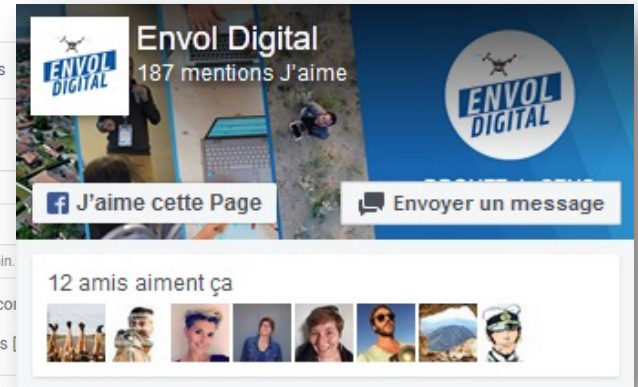 Envol Digital
187 mentions J'aime
ENVOL
DIGITAL
ENVOL
DIGITAL
J'aime cette Page
Envoyer un message
12 amis aiment ça
s
in.
s [